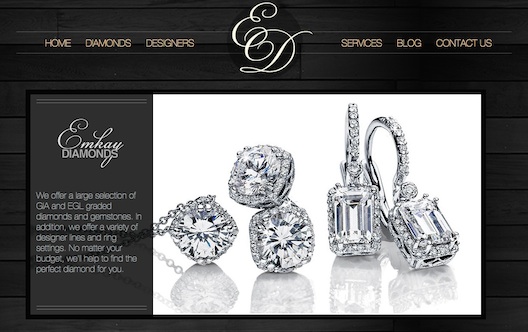 HOME DIAMONDS DESIGNERS ED SERVICES BLOG CONTACT US
Emkay
DIAMONDS
We offer a large selection of
GIA and EGL graded
diamonds and gemstones. In
addition, we offer a variety of
designer lines and ring
settings. No matter your
budget, we'll help to find the
perfect diamond for you.